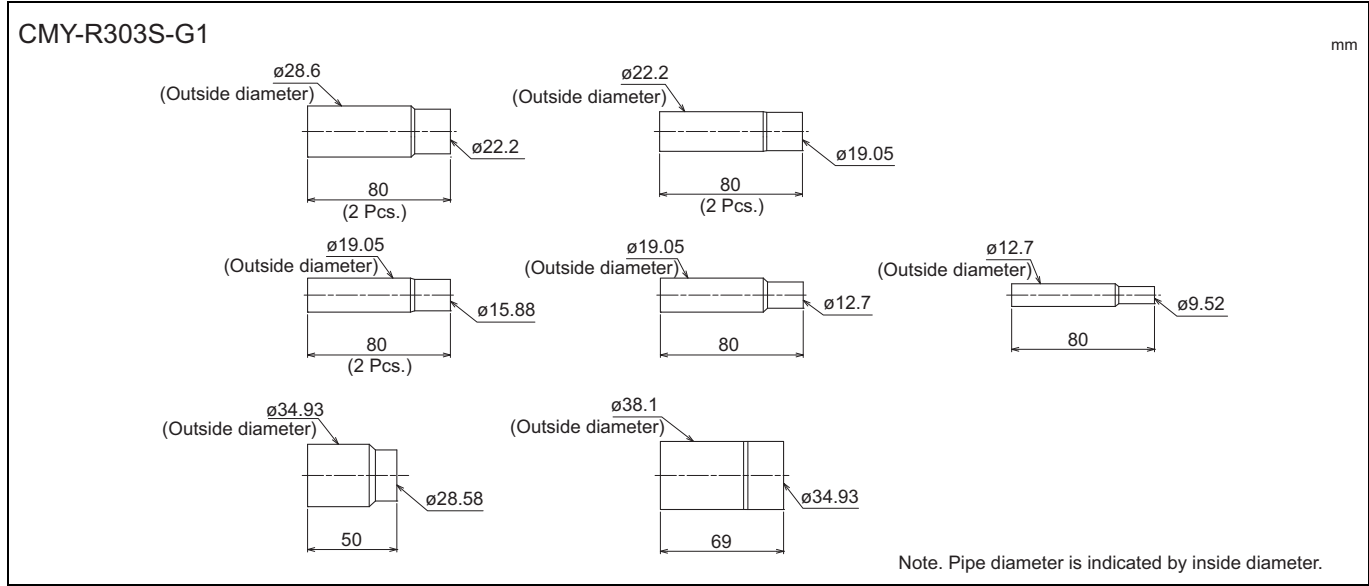 CMY-R303S-G1
mm
ø28.6
(Outside diameter)
ø22.2
80
(2 Pcs.)
ø22.2
(Outside diameter)
ø19.05
80
(2 Pcs.)
ø19.05
(Outside diameter)
ø15.88
80
(2 Pcs.)
ø19.05
(Outside diameter)
ø12.7
80
ø12.7
(Outside diameter)
ø9.52
80
ø34.93
(Outside diameter)
ø28.58
50
ø38.1
(Outside diameter)
ø34.93
69
Note. Pipe diameter is indicated by inside diameter.